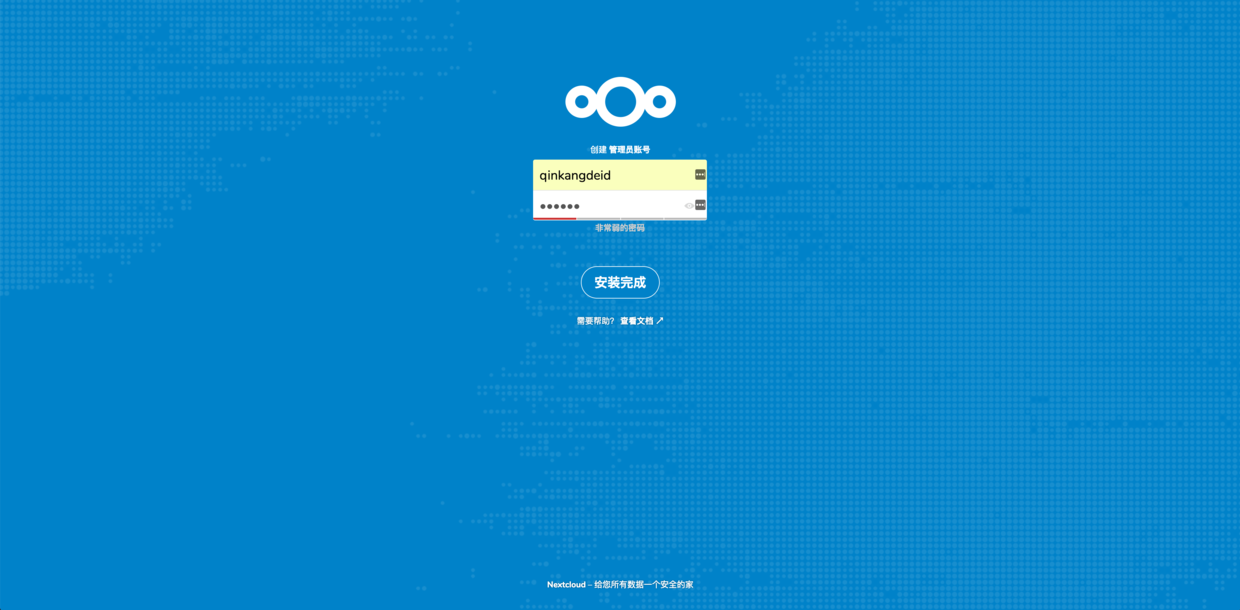 创建 管理员账号
qinkangdeid
●●●●●●
非常弱的密码
安装完成
需要帮助? 查看文档 ↗
Nextcloud – 给您所有数据一个安全的家